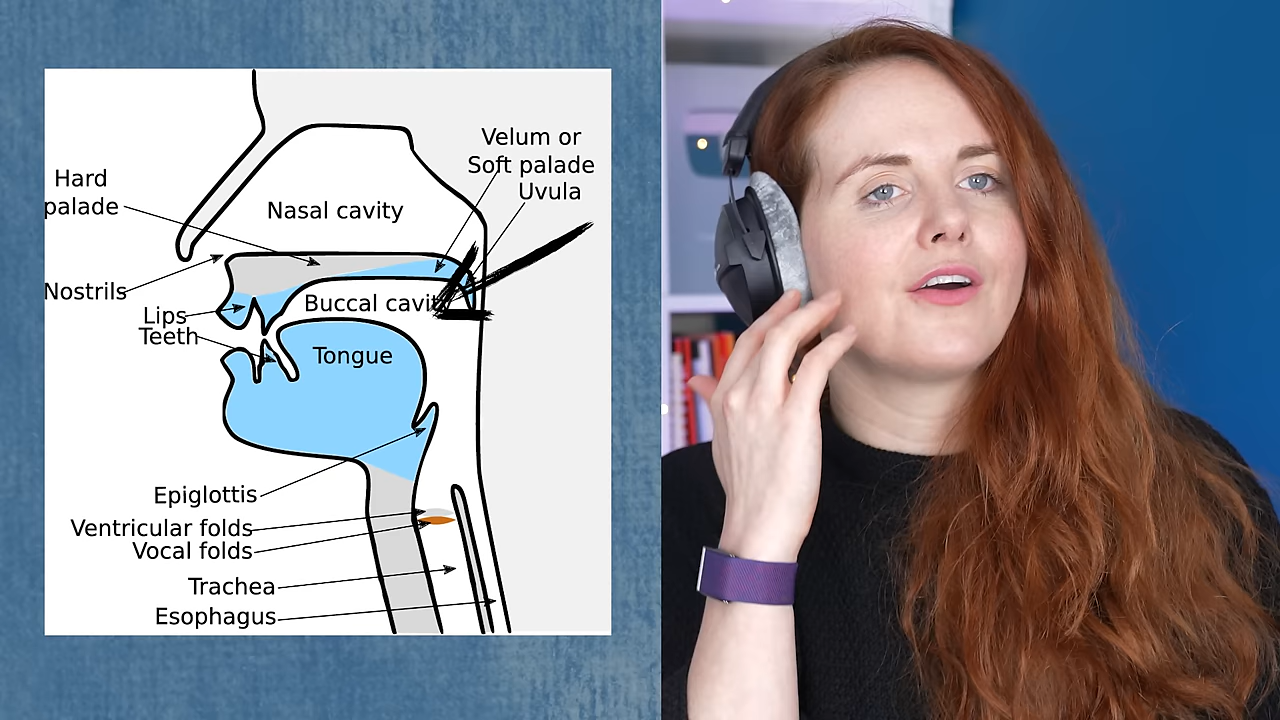 Velum or
Soft palade
Uvula
Hard
palade
Nasal cavity
Nostrils
Buccal cavit
Lips
Teeth
Tongue
Epiglottis
Ventricular folds
Vocal folds
Trachea
Esophagus